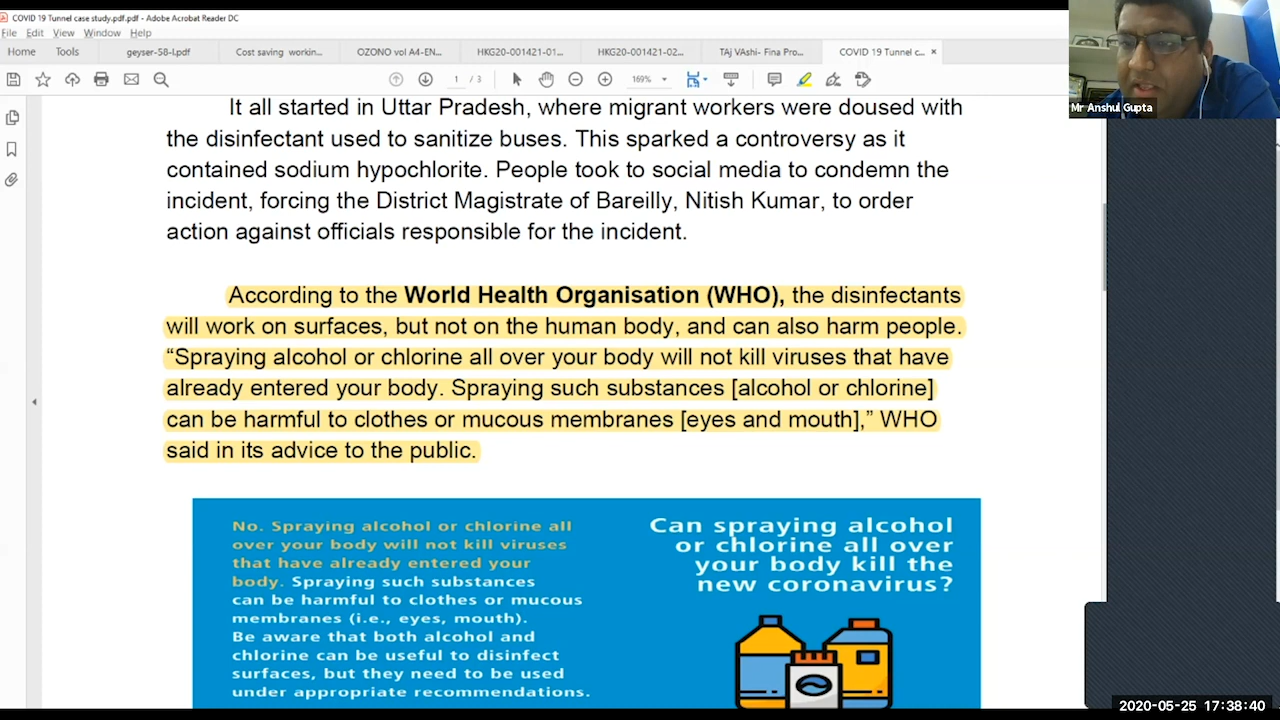 COVID 19 Tunnel case study.pdf.pdf - Adobe Acrobat Reader DC
File Edit View Window Help
Home Tools geyser-58-l.pdf Cost saving workin... OZONO vol A4-EN... HKG20-001421-01... HKG20-001421-02... TAJ VAshi- Fina Pro... COVID 19 Tunnel c... ×
1 / 3 169%
Mr Anshul Gupta
It all started in Uttar Pradesh, where migrant workers were doused with
the disinfectant used to sanitize buses. This sparked a controversy as it
contained sodium hypochlorite. People took to social media to condemn the
incident, forcing the District Magistrate of Bareilly, Nitish Kumar, to order
action against officials responsible for the incident.
According to the World Health Organisation (WHO), the disinfectants
will work on surfaces, but not on the human body, and can also harm people.
“Spraying alcohol or chlorine all over your body will not kill viruses that have
already entered your body. Spraying such substances [alcohol or chlorine]
can be harmful to clothes or mucous membranes [eyes and mouth],” WHO
said in its advice to the public.
No. Spraying alcohol or chlorine all
over your body will not kill viruses
that have already entered your
body. Spraying such substances
can be harmful to clothes or mucous
membranes (i.e., eyes, mouth).
Be aware that both alcohol and
chlorine can be useful to disinfect
surfaces, but they need to be used
under appropriate recommendations.
Can spraying alcohol
or chlorine all over
your body kill the
new coronavirus?
2020-05-25 17:38:40